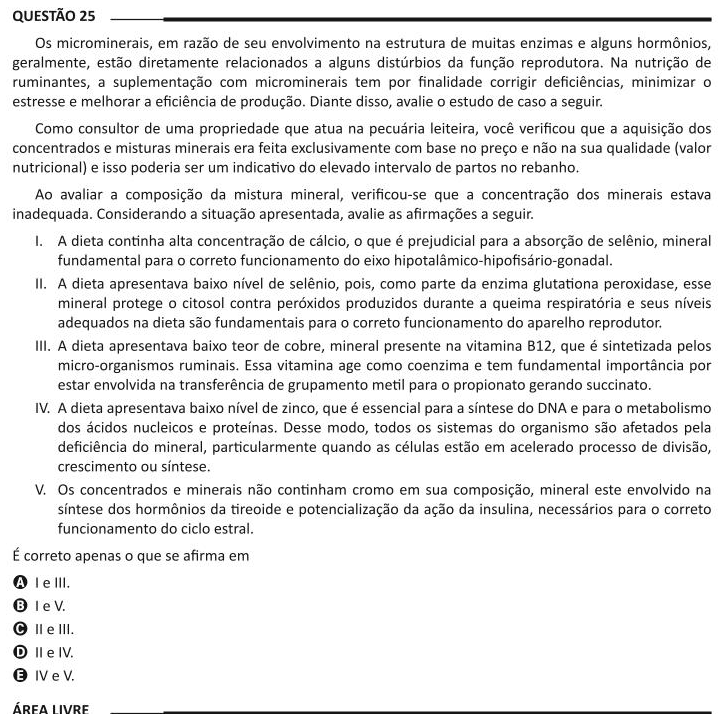 QUESTÃO 25
Os microminerais, em razão de seu envolvimento na estrutura de muitas enzimas e alguns hormônios,
geralmente, estão diretamente relacionados a alguns distúrbios da função reprodutora. Na nutrição de
ruminantes, a suplementação com microminerais tem por finalidade corrigir deficiências, minimizar o
estresse e melhorar a eficiência de produção. Diante disso, avalie o estudo de caso a seguir.
Como consultor de uma propriedade que atua na pecuária leiteira, você verificou que a aquisição dos
concentrados e misturas minerais era feita exclusivamente com base no preço e não na sua qualidade (valor
nutricional) e isso poderia ser um indicativo do elevado intervalo de partos no rebanho.
Ao avaliar a composição da mistura mineral, verificou-se que a concentração dos minerais estava
inadequada. Considerando a situação apresentada, avalie as afirmações a seguir.
I. A dieta continha alta concentração de cálcio, o que é prejudicial para a absorção de selênio, mineral
fundamental para o correto funcionamento do eixo hipotalâmico-hipofisário-gonadal.
II. A dieta apresentava baixo nível de selênio, pois, como parte da enzima glutationa peroxidase, esse
mineral protege o citosol contra peróxidos produzidos durante a queima respiratória e seus níveis
adequados na dieta são fundamentais para o correto funcionamento do aparelho reprodutor.
III. A dieta apresentava baixo teor de cobre, mineral presente na vitamina B12, que é sintetizada pelos
micro-organismos ruminais. Essa vitamina age como coenzima e tem fundamental importância por
estar envolvida na transferência de grupamento metil para o propionato gerando succinato.
IV. A dieta apresentava baixo nível de zinco, que é essencial para a síntese do DNA e para o metabolismo
dos ácidos nucleicos e proteínas. Desse modo, todos os sistemas do organismo são afetados pela
deficiência do mineral, particularmente quando as células estão em acelerado processo de divisão,
crescimento ou síntese.
V. Os concentrados e minerais não continham cromo em sua composição, mineral este envolvido na
síntese dos hormônios da tireoide e potencialização da ação da insulina, necessários para o correto
funcionamento do ciclo estral.
É correto apenas o que se afirma em
A I e III.
B I e V.
C II e III.
D II e IV.
E IV e V.
ÁREA LIVRE